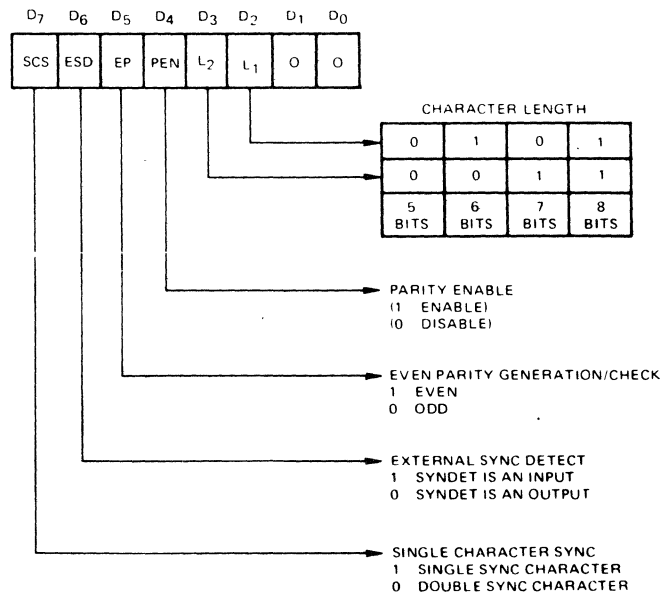 D7 D6 D5 D4 D3 D2 D1 D0
SCS ESD EP PEN L2 L1 0 0
CHARACTER LENGTH
0 1 0 1
0 0 1 1
5 6 7 8
BITS BITS BITS BITS
PARITY ENABLE
(1 ENABLE)
(0 DISABLE)
EVEN PARITY GENERATION/CHECK
1 EVEN
0 ODD
EXTERNAL SYNC DETECT
1 SYNDET IS AN INPUT
0 SYNDET IS AN OUTPUT
SINGLE CHARACTER SYNC
1 SINGLE SYNC CHARACTER
0 DOUBLE SYNC CHARACTER